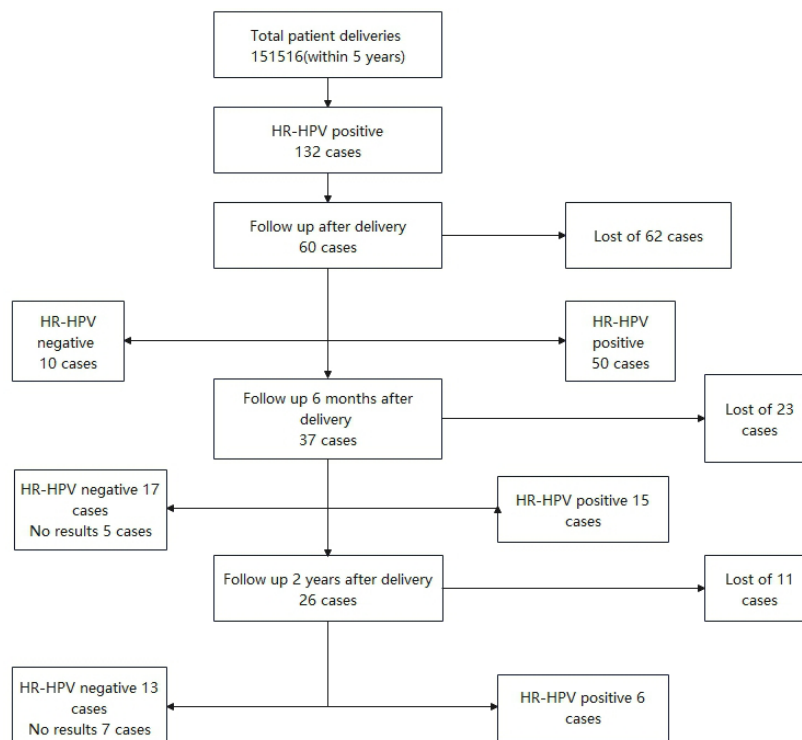 Total patient deliveries
151516(within 5 years)
HR-HPV positive
132 cases
Follow up after delivery
60 cases
Lost of 62 cases
HR-HPV
negative
10 cases
HR-HPV
positive
50 cases
Follow up 6 months after
delivery
37 cases
Lost of 23
cases
HR-HPV negative 17
cases
No results 5 cases
HR-HPV positive 15
cases
Follow up 2 years after delivery
26 cases
Lost of 11
cases
HR-HPV negative 13
cases
No results 7 cases
HR-HPV positive 6
cases